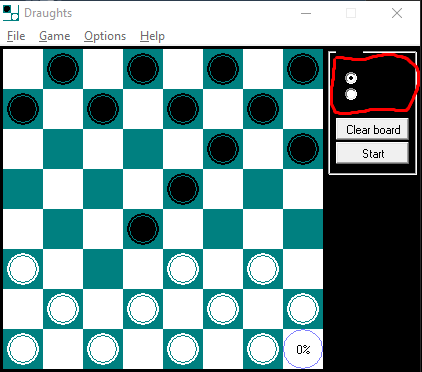 Draughts
File Game Options Help
Clear board
Start
0%